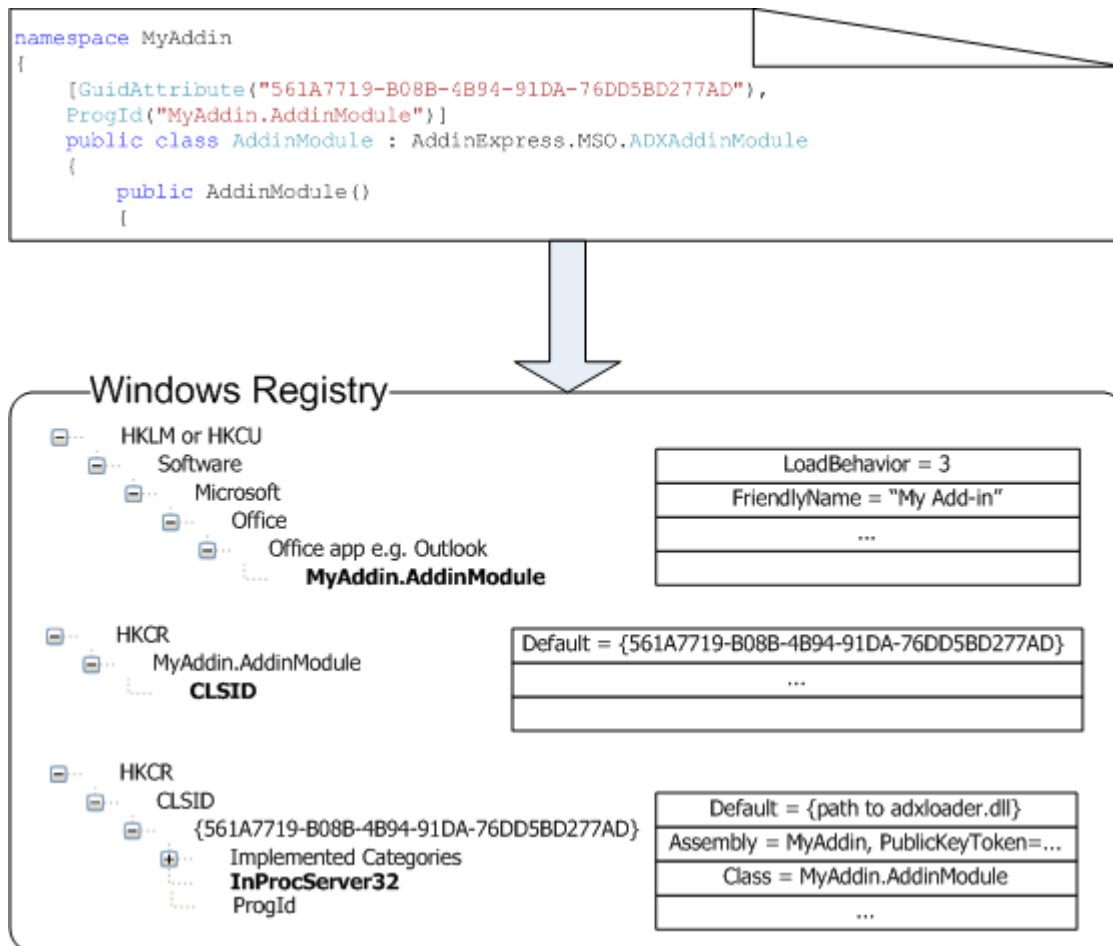 namespace MyAddin
{
[GuidAttribute("561A7719-B08B-4B94-91DA-76DD5BD277AD"),
ProgId("MyAddin.AddinModule")]
public class AddinModule : AddinExpress.MSO.ADXAddinModule
{
public AddinModule()
{
Windows Registry
HKLM or HKCU
Software
Microsoft
Office
Office app e.g. Outlook
MyAddin.AddinModule
LoadBehavior = 3
FriendlyName = “My Add-in”
...
HKCR
MyAddin.AddinModule
CLSID
Default = {561A7719-B08B-4B94-91DA-76DD5BD277AD}
...
HKCR
CLSID
{561A7719-B08B-4B94-91DA-76DD5BD277AD}
Implemented Categories
InProcServer32
ProgId
Default = {path to adxloader.dll}
Assembly = MyAddin, PublicKeyToken=...
Class = MyAddin.AddinModule
...